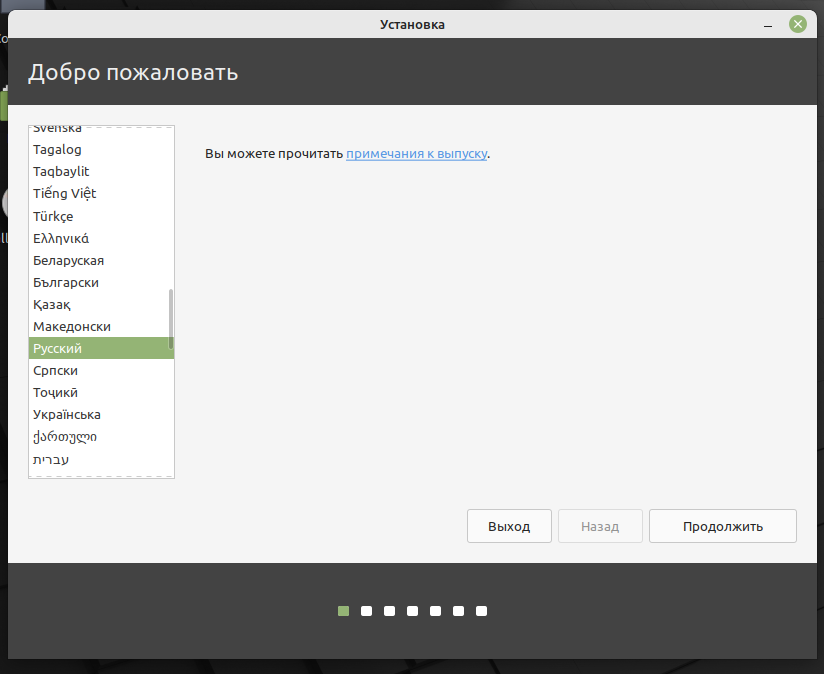 Установка
Добро пожаловать
Svenska
Tagalog
Taqbaylit
Tiếng Việt
Türkçe
Ελληνικά
Беларуская
Български
Қазақ
Македонски
Русский
Српски
Тоҷикӣ
Українська
ქართული
עברית
Вы можете прочитать примечания к выпуску.
Выход
Назад
Продолжить